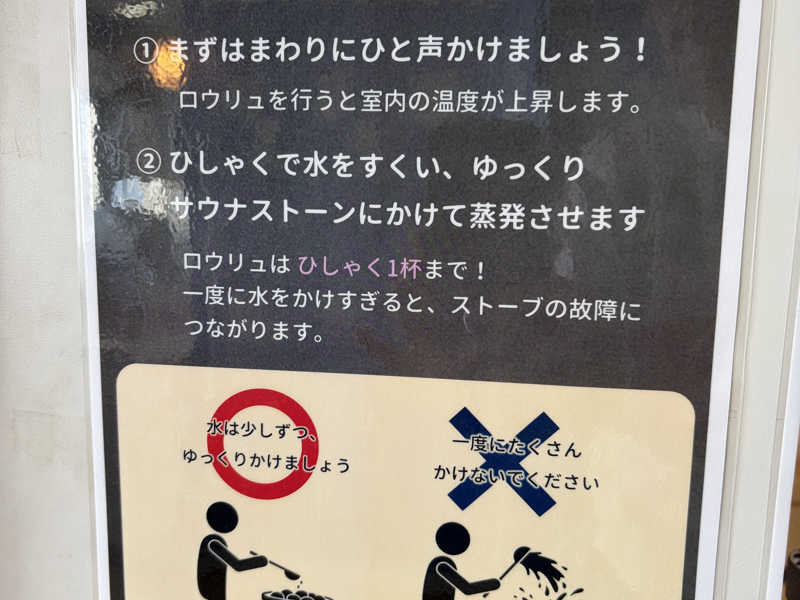 ① まずはまわりにひと声かけましょう！
ロウリュを行うと室内の温度が上昇します。
② ひしゃくで水をすくい、ゆっくり
サウナストーンにかけて蒸発させます
ロウリュは ひしゃく1杯まで！
一度に水をかけすぎると、ストーブの故障に
つながります。
水は少しずつ、
ゆっくりかけましょう
一度にたくさん
かけないでください